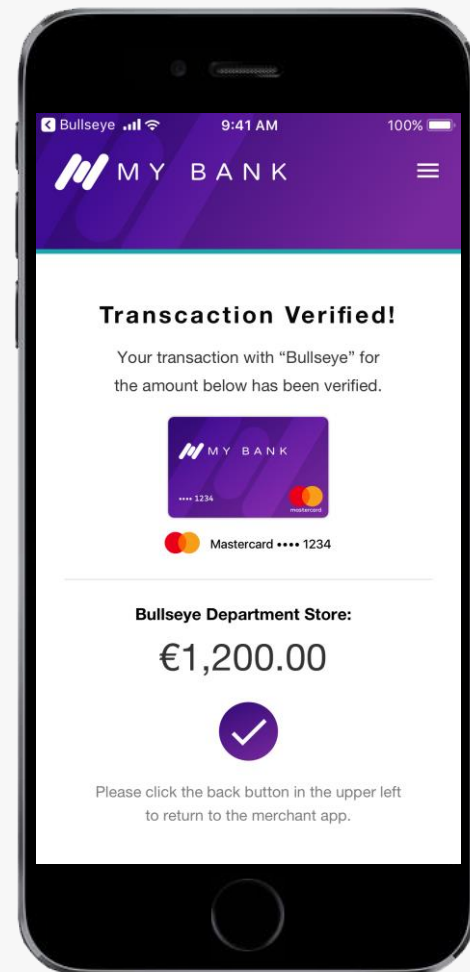 Bullseye 9:41 AM 100%
MY BANK
Transcaction Verified!
Your transaction with “Bullseye” for
the amount below has been verified.
MY BANK
•••• 1234
mastercard
Mastercard •••• 1234
Bullseye Department Store:
€1,200.00
Please click the back button in the upper left
to return to the merchant app.